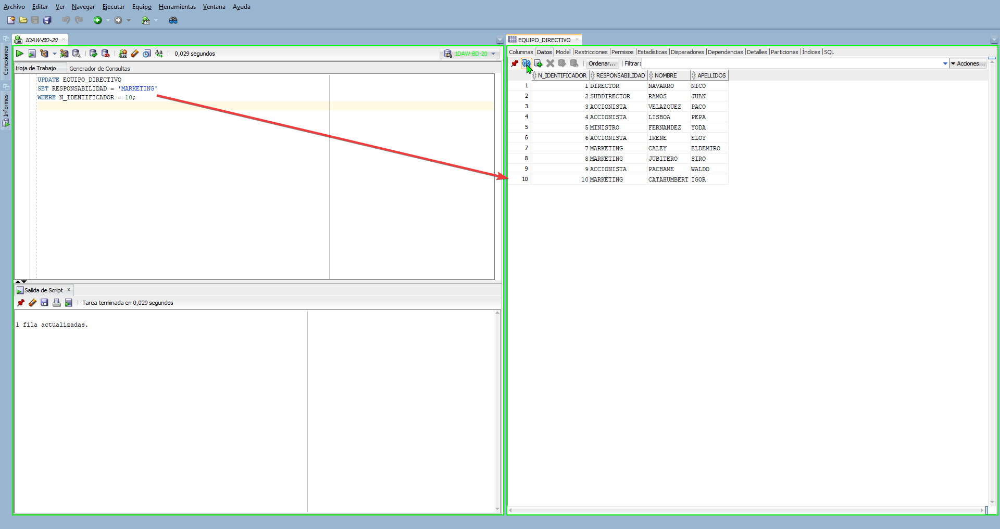 Archivo Editar Ver Navegar Ejecutar Equipo Herramientas Ventana Ayuda
Conexiones
Informes
1DAW-BD-20
0,029 segundos
1DAW-BD-20
Hoja de Trabajo Generador de Consultas
UPDATE EQUIPO_DIRECTIVO
SET RESPONSABILIDAD = 'MARKETING'
WHERE N_IDENTIFICADOR = 10;
Salida de Script
Tarea terminada en 0,029 segundos
1 fila actualizadas.
EQUIPO_DIRECTIVO
Columnas Datos Model Restricciones Permisos Estadísticas Disparadores Dependencias Detalles Particiones Índices SQL
Ordenar... Filtrar: Acciones...
N_IDENTIFICADOR RESPONSABILIDAD NOMBRE APELLIDOS
1 1 DIRECTOR NAVARRO NICO
2 2 SUBDIRECTOR RAMOS JUAN
3 3 ACCIONISTA VELAZQUEZ PACO
4 4 ACCIONISTA LISBOA PEPA
5 5 MINISTRO FERNANDEZ YODA
6 6 ACCIONISTA IKENE ELOY
7 7 MARKETING CALEY ELDEMIRO
8 8 MARKETING JUBITERO SIRO
9 9 ACCIONISTA PACHAME WALDO
10 10 MARKETING CATAHUMBERT IGOR